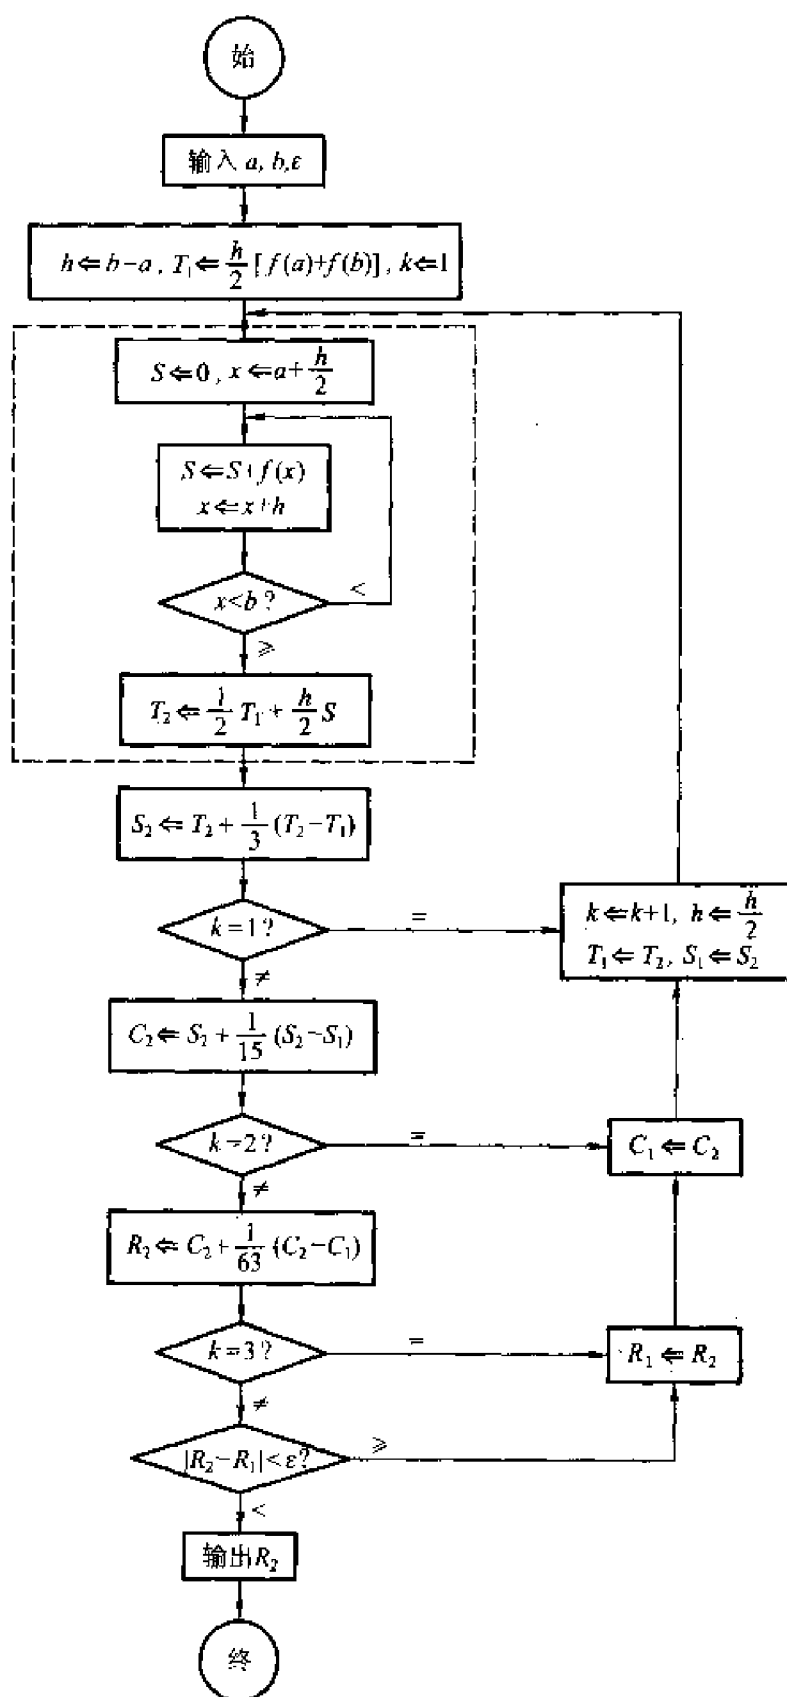 始
输入 a, b, ε
h⇐b−a, T₁⇐h/2[f(a)+f(b)], k⇐1
S⇐0, x⇐a+h/2
S⇐S+f(x)
x⇐x+h
x<b?
<
≥
T₂⇐1/2 T₁+h/2 S
S₂⇐T₂+1/3(T₂−T₁)
k=1?
=
k⇐k+1, h⇐h/2
T₁⇐T₂, S₁⇐S₂
≠
C₂⇐S₂+1/15(S₂−S₁)
k=2?
=
C₁⇐C₂
≠
R₂⇐C₂+1/63(C₂−C₁)
k=3?
=
R₁⇐R₂
≠
|R₂−R₁|<ε?
≥
<
输出R₂
终